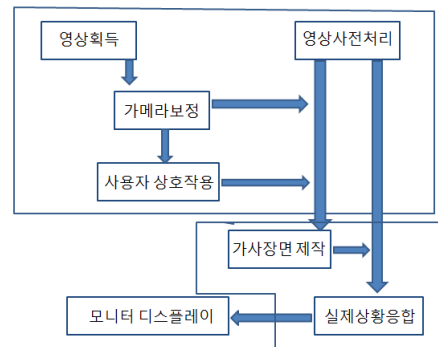 영상획득
영상사전처리
가메라보정
사용자 상호작용
가사장면 제작
모니터 디스플레이
실제상황응합